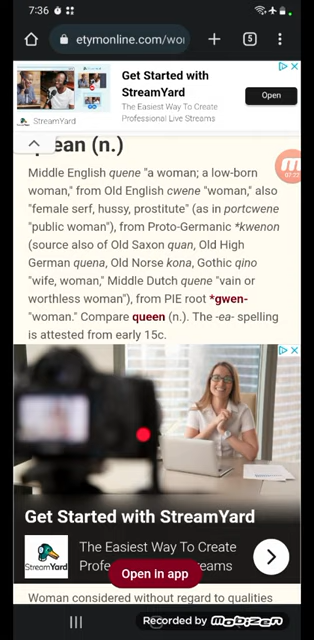 7:36
etymonline.com/wor
5
Get Started with
StreamYard
The Easiest Way To Create
Professional Live Streams
Open
StreamYard
ean (n.)
Middle English quene "a woman; a low-born
woman," from Old English cwene "woman," also
"female serf, hussy, prostitute" (as in portcwene
"public woman"), from Proto-Germanic *kwenon
(source also of Old Saxon quan, Old High
German quena, Old Norse kona, Gothic qino
"wife, woman," Middle Dutch quene "vain or
worthless woman"), from PIE root *gwen-
"woman." Compare queen (n.). The -ea- spelling
is attested from early 15c.
Get Started with StreamYard
StreamYard
The Easiest Way To Create
Profe
reams
Open in app
Woman considered without regard to qualities
Recorded by Mobizen